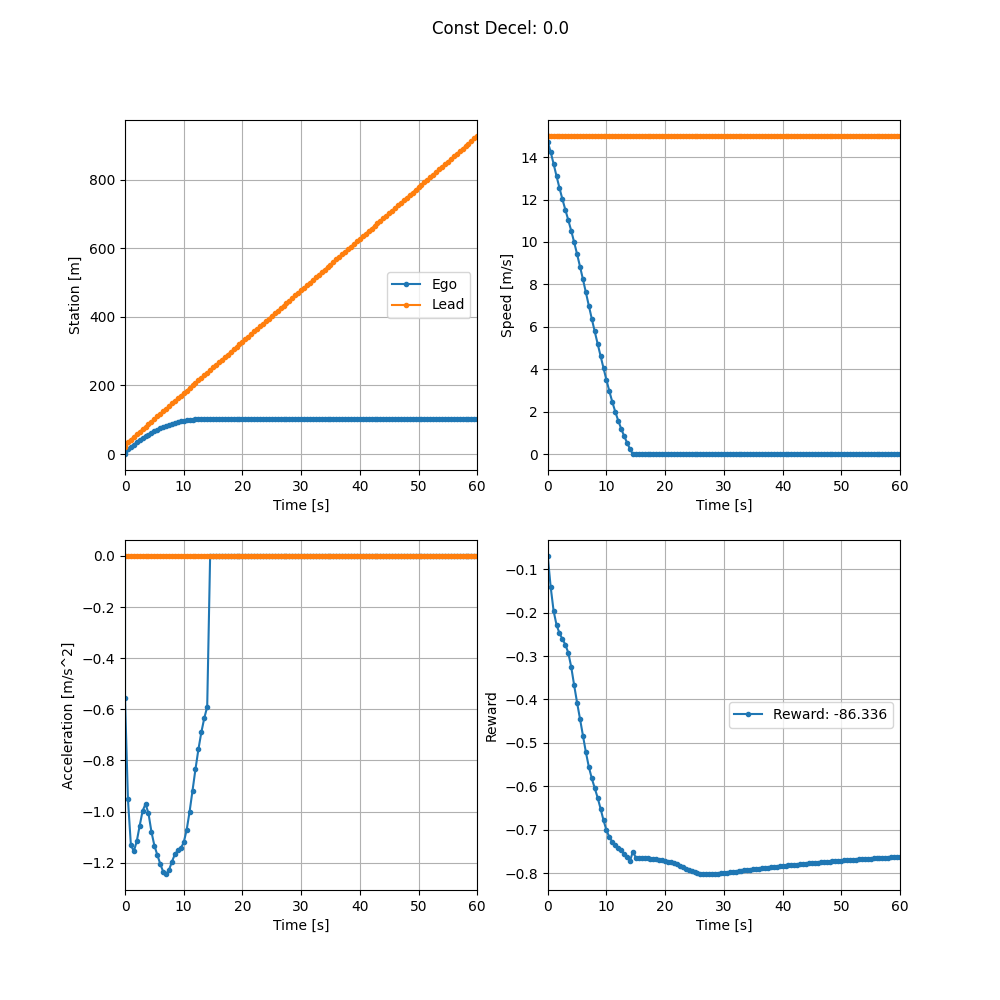 Const Decel: 0.0
800
600
400
200
0
Station [m]
Ego
Lead
0 10 20 30 40 50 60
Time [s]
14
12
10
8
6
4
2
0
Speed [m/s]
0 10 20 30 40 50 60
Time [s]
0.0
−0.2
−0.4
−0.6
−0.8
−1.0
−1.2
Acceleration [m/s^2]
0 10 20 30 40 50 60
Time [s]
−0.1
−0.2
−0.3
−0.4
−0.5
−0.6
−0.7
−0.8
Reward
Reward: -86.336
0 10 20 30 40 50 60
Time [s]